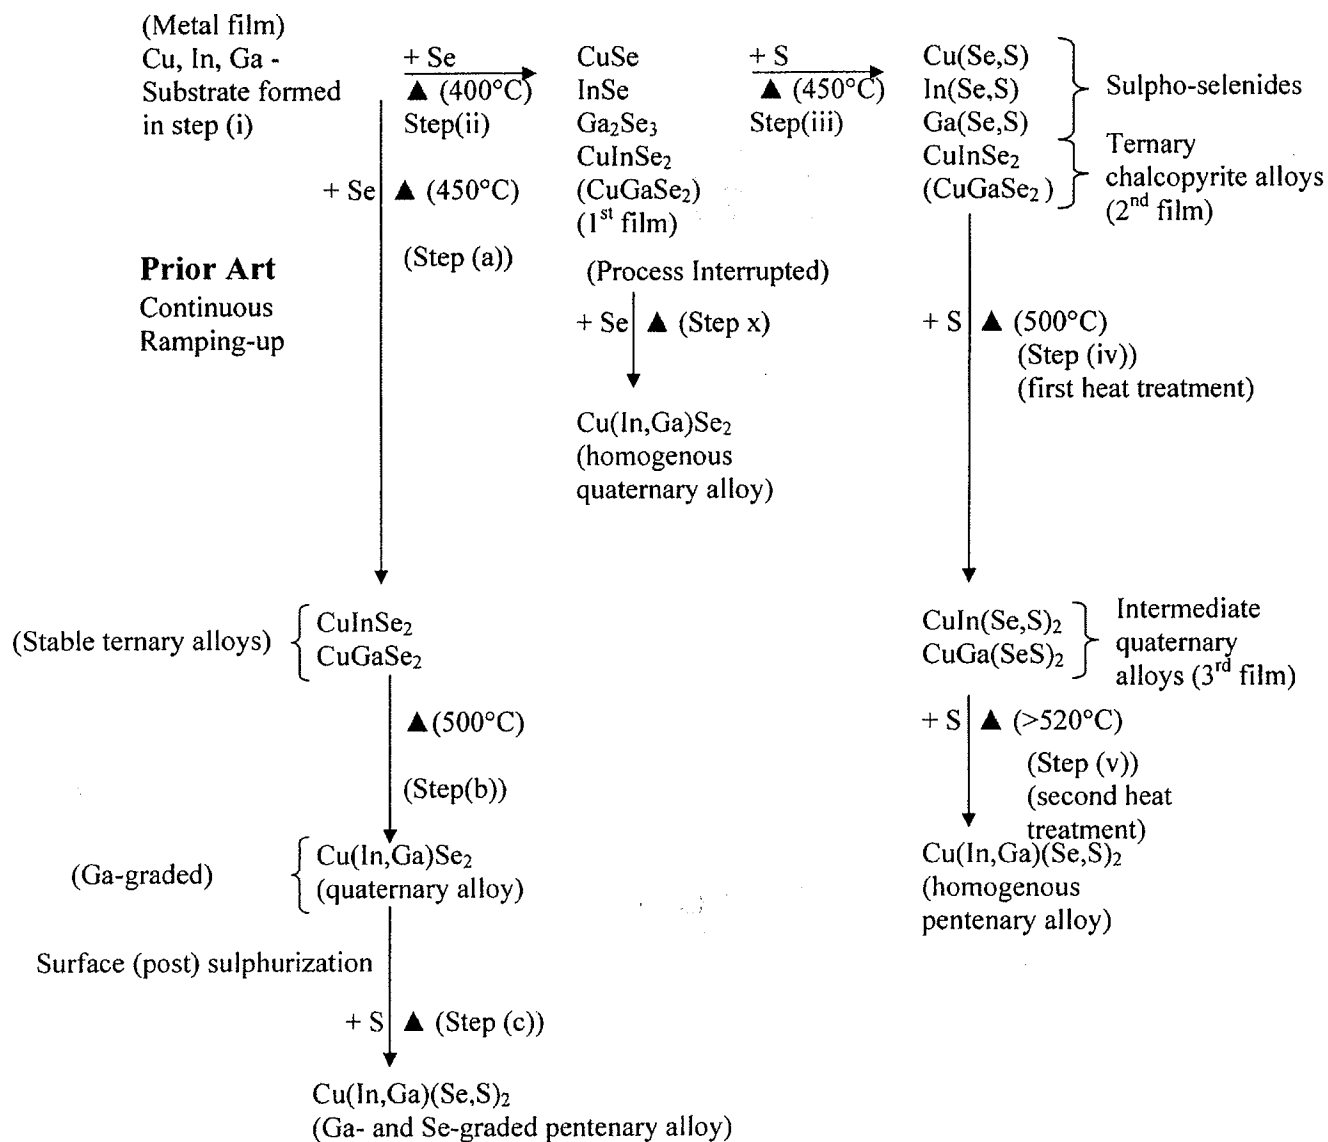 (Metal film)
Cu, In, Ga -
Substrate formed
in step (i)
+ Se
▲ (400°C)
Step(ii)
CuSe
InSe
Ga₂Se₃
CuInSe₂
(CuGaSe₂)
(1st film)
+ S
▲ (450°C)
Step(iii)
Cu(Se,S)
In(Se,S)
Ga(Se,S)
CuInSe₂
(CuGaSe₂ )
Sulpho-selenides
Ternary
chalcopyrite alloys
(2nd film)
+ Se ▲ (450°C)
(Step (a))
Prior Art
Continuous
Ramping-up
(Process Interrupted)
+ Se ▲ (Step x)
Cu(In,Ga)Se₂
(homogenous
quaternary alloy)
+ S ▲ (500°C)
(Step (iv))
(first heat treatment)
(Stable ternary alloys)
CuInSe₂
CuGaSe₂
CuIn(Se,S)₂
CuGa(SeS)₂
Intermediate
quaternary
alloys (3rd film)
▲ (500°C)
(Step(b))
+ S ▲ (>520°C)
(Step (v))
(second heat
treatment)
(Ga-graded)
Cu(In,Ga)Se₂
(quaternary alloy)
Cu(In,Ga)(Se,S)₂
(homogenous
pentenary alloy)
Surface (post) sulphurization
+ S ▲ (Step (c))
Cu(In,Ga)(Se,S)₂
(Ga- and Se-graded pentenary alloy)